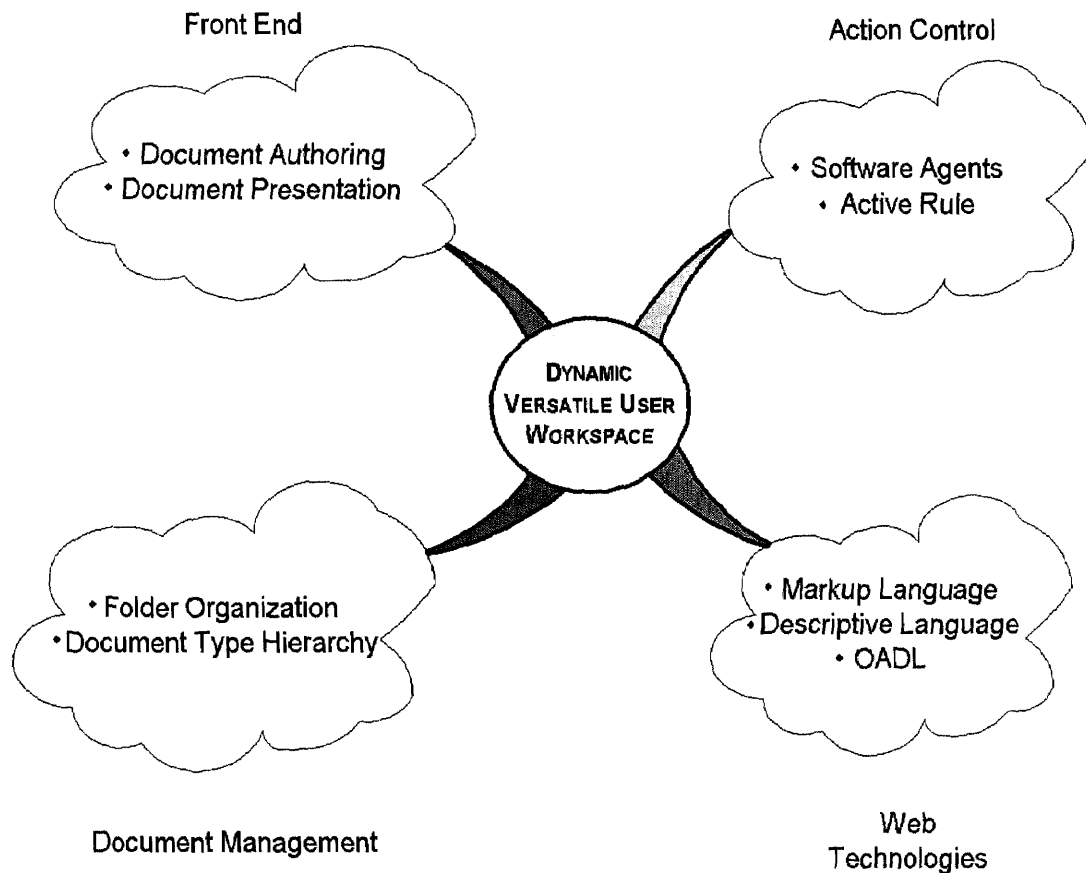 Front End
Action Control
• Document Authoring
• Document Presentation
• Software Agents
• Active Rule
DYNAMIC
VERSATILE USER
WORKSPACE
• Folder Organization
• Document Type Hierarchy
• Markup Language
• Descriptive Language
• OADL
Document Management
Web
Technologies